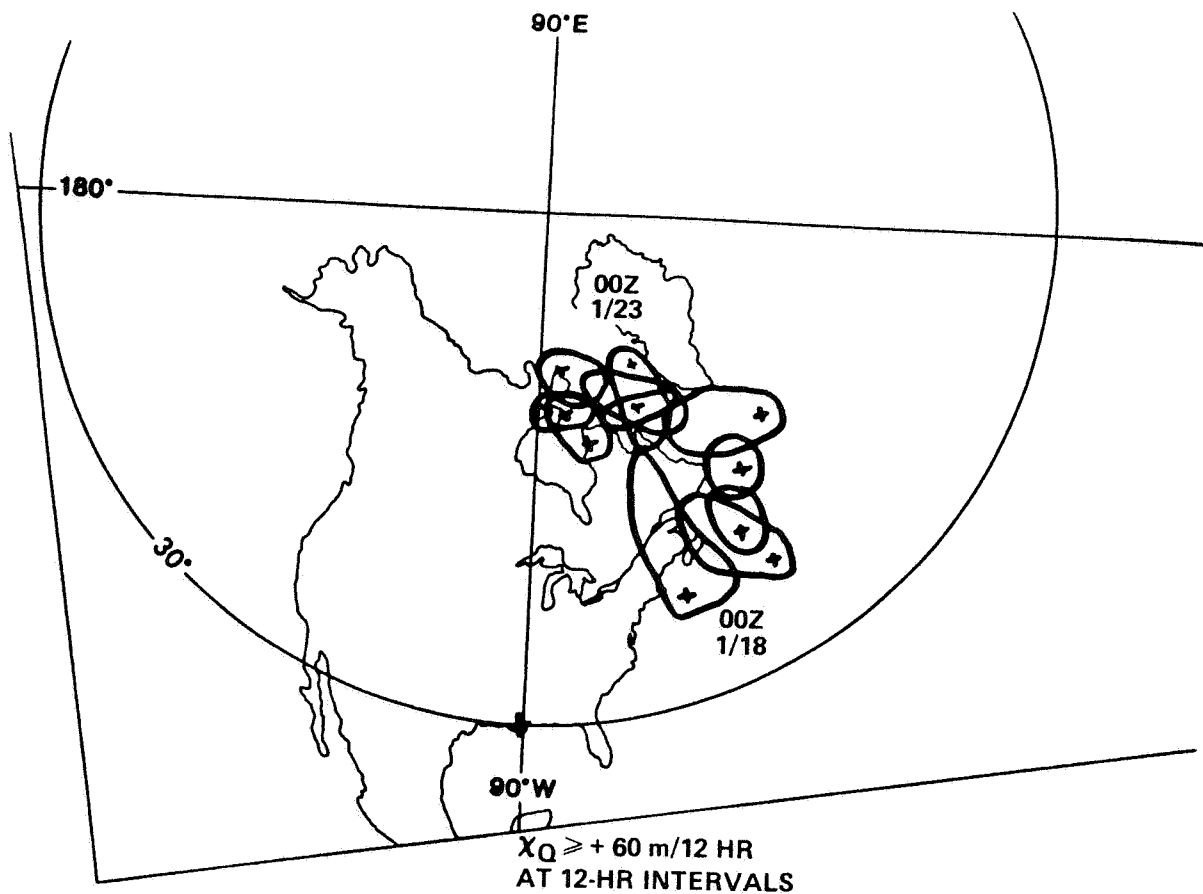 90°E
180°
00Z
1/23
30°
00Z
1/18
90°W
χQ ⩾ + 60 m/12 HR
AT 12-HR INTERVALS